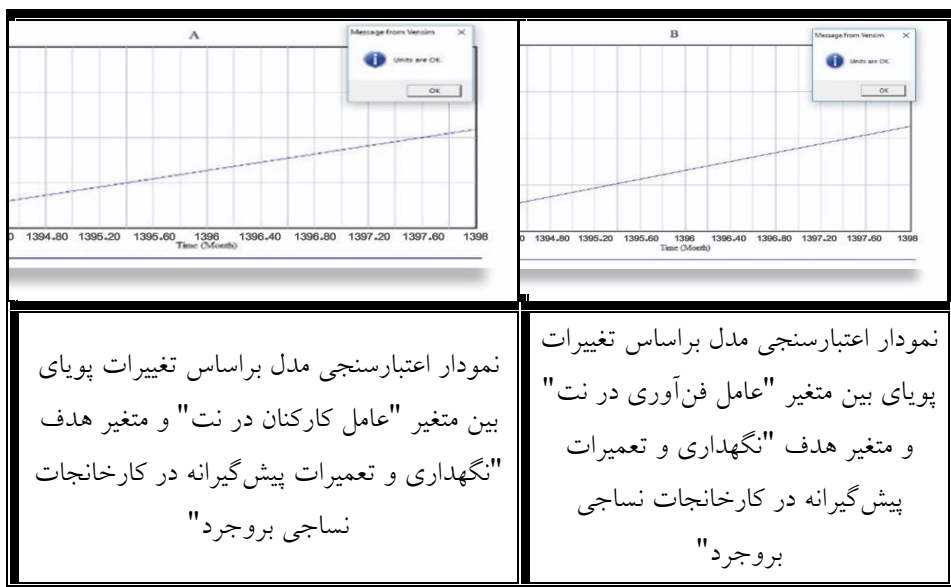 A
Message from Vensim
Units are OK.
OK
0 1394.80 1395.20 1395.60 1396 1396.40 1396.80 1397.20 1397.60 1398
Time (Month)
B
Message from Vensim
Units are OK.
OK
0 1394.80 1395.20 1395.60 1396 1396.40 1396.80 1397.20 1397.60 1398
Time (Month)
نمودار اعتبارسنجی مدل براساس تغییرات
پویای بین متغیر "عامل فن‌آوری در نت"
و متغیر هدف "نگهداری و تعمیرات
پیش‌گیرانه در کارخانجات نساجی
بروجرد"
نمودار اعتبارسنجی مدل براساس تغییرات پویای
بین متغیر "عامل کارکنان در نت" و متغیر هدف
"نگهداری و تعمیرات پیش‌گیرانه در کارخانجات
نساجی بروجرد"